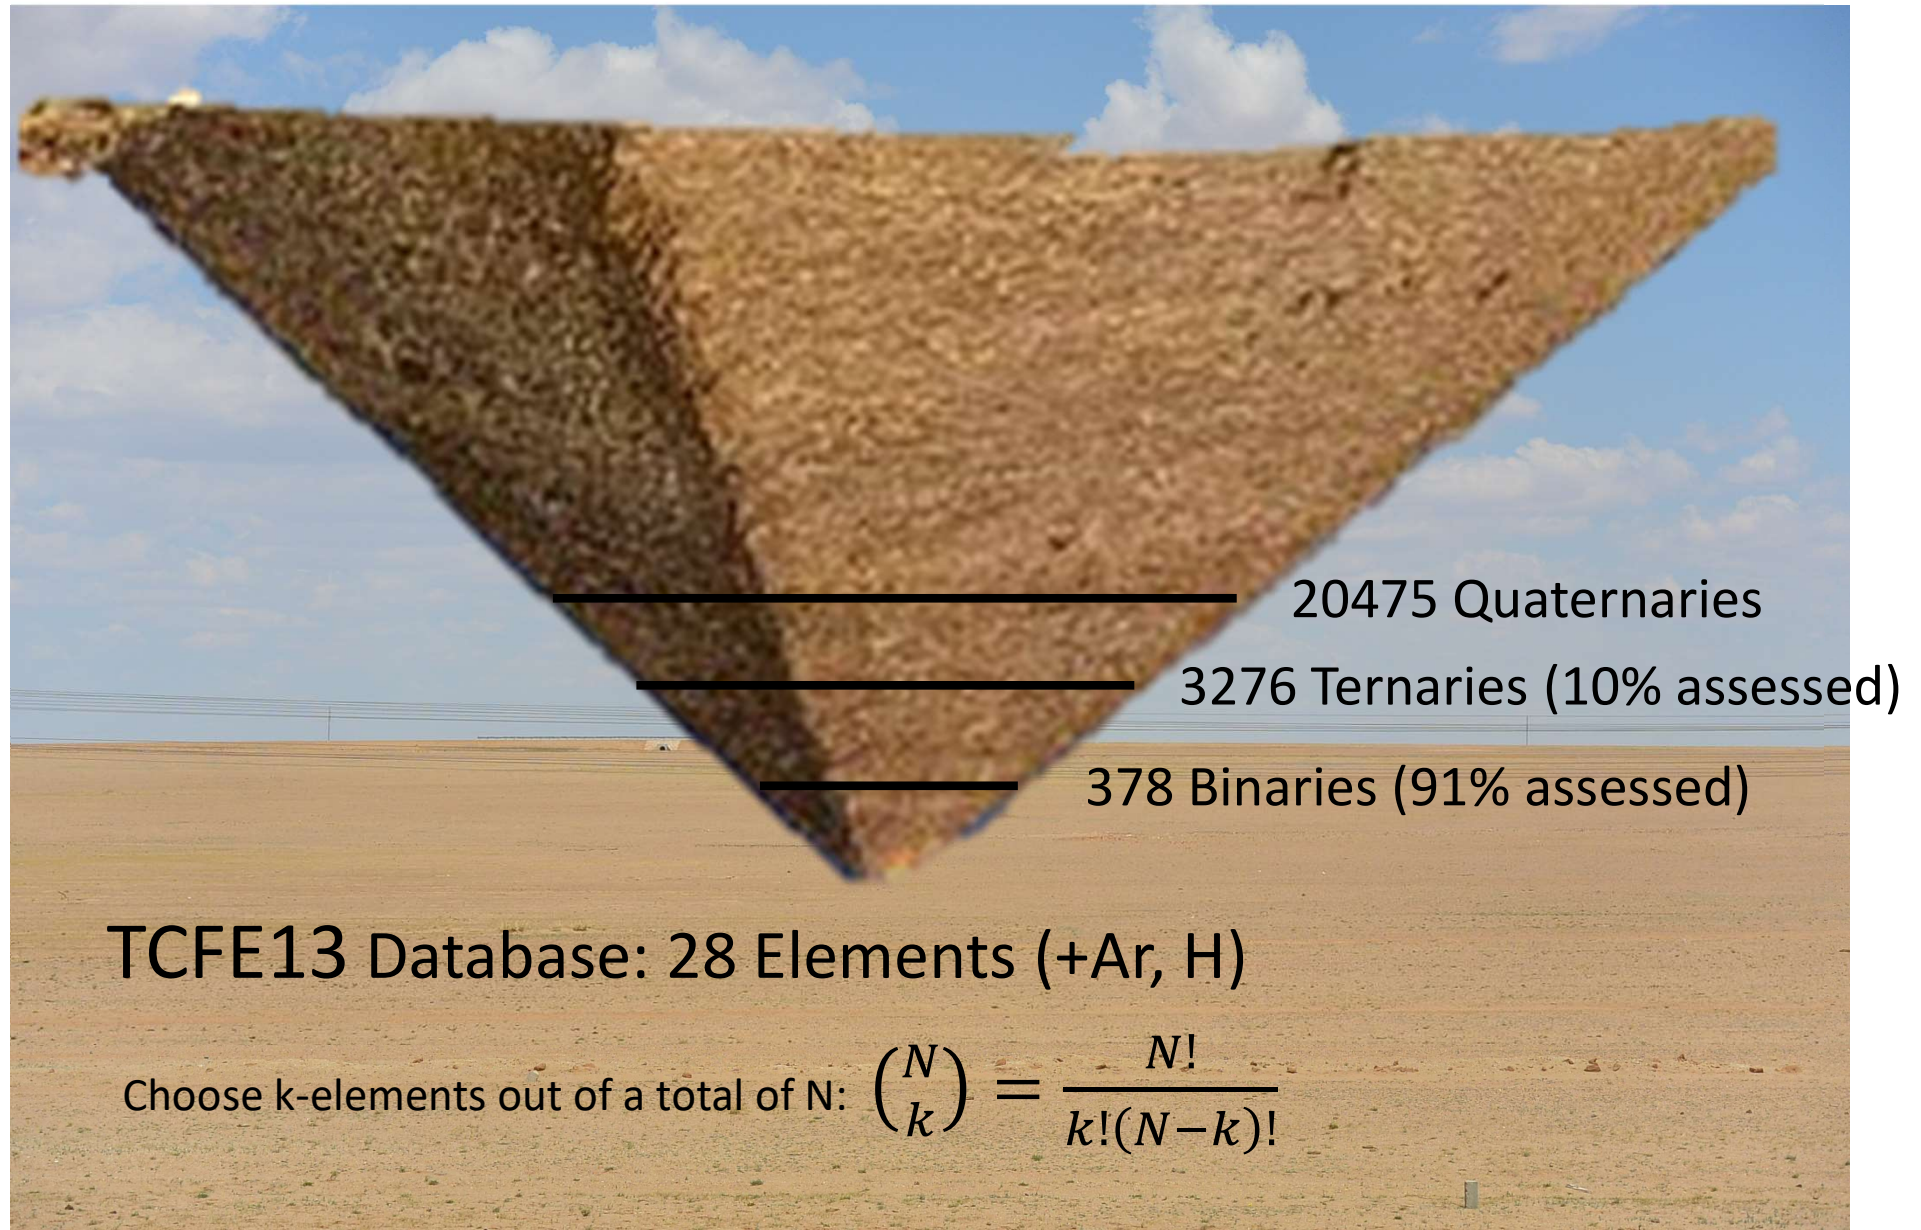 20475 Quaternaries
3276 Ternaries (10% assessed)
378 Binaries (91% assessed)
TCFE13 Database: 28 Elements (+Ar, H)
Choose k-elements out of a total of N: (N k) = N! / k!(N−k)!